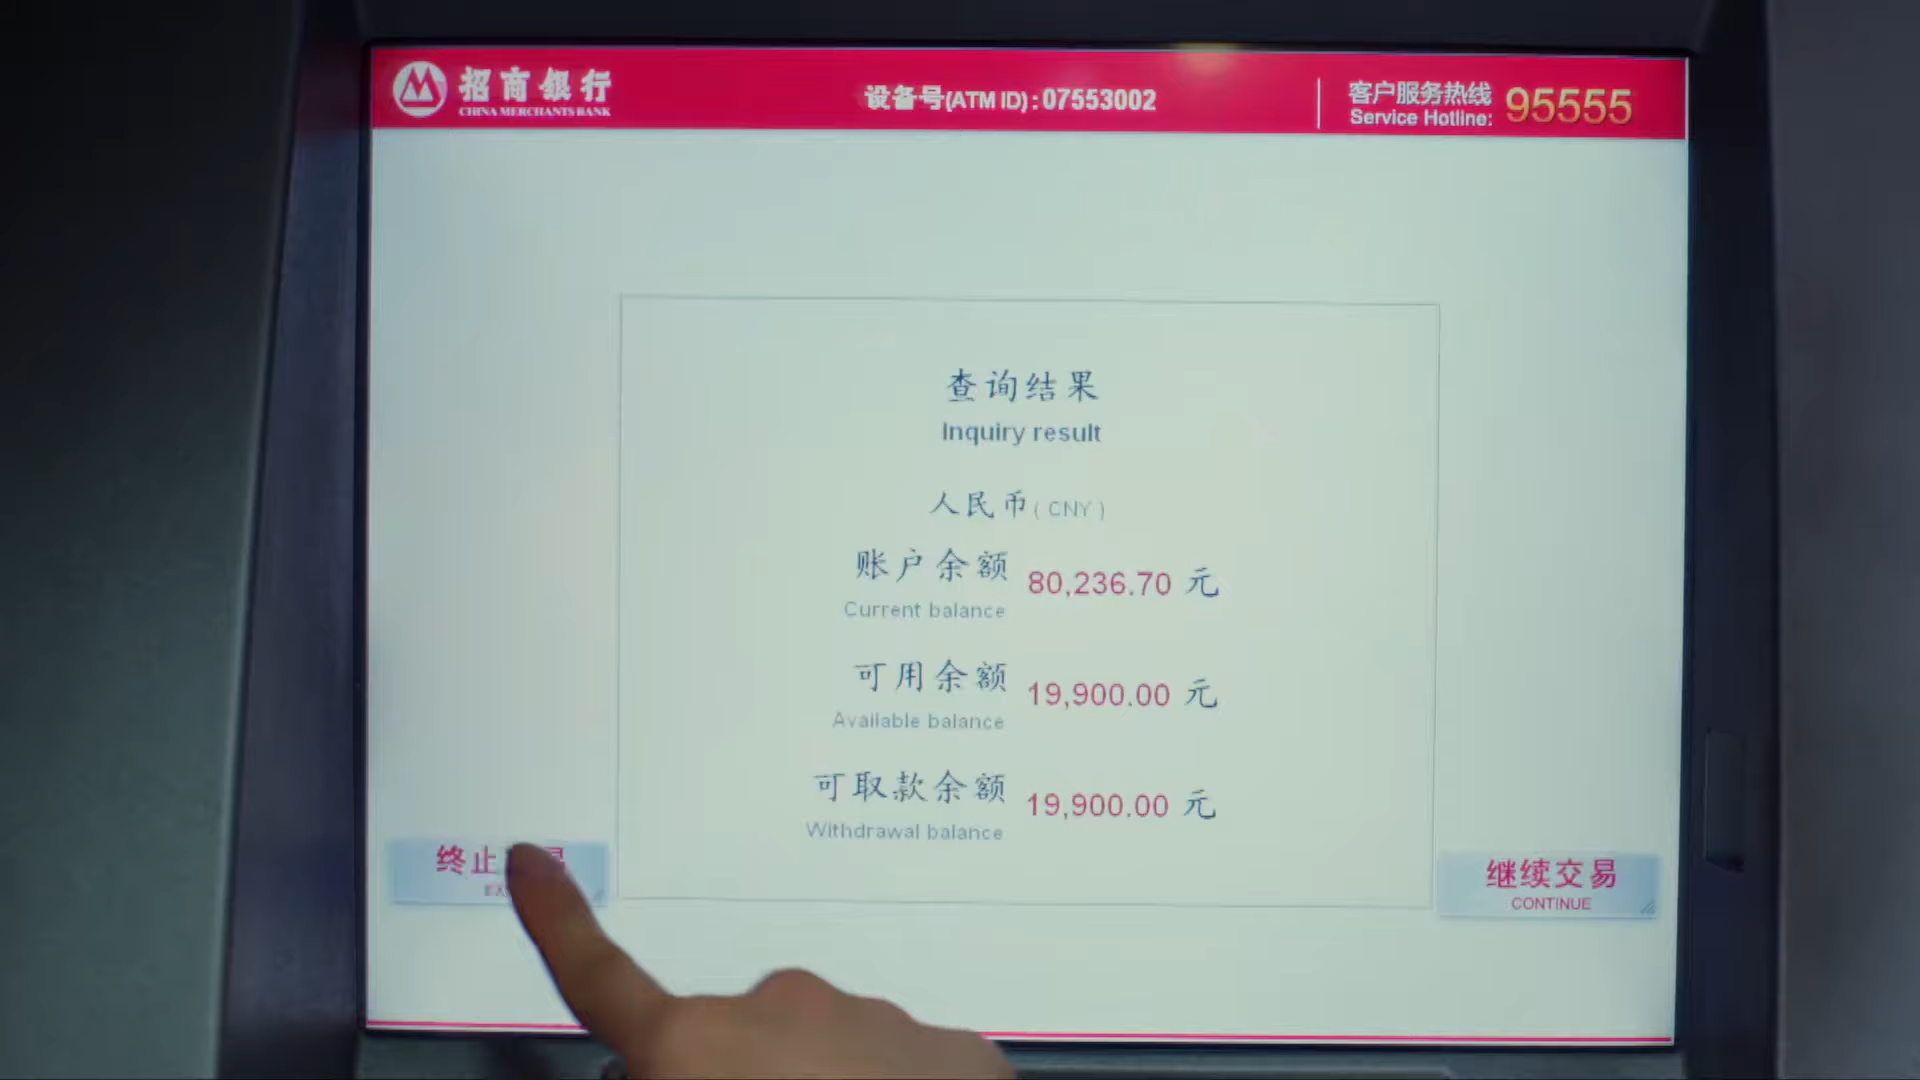 招商银行
CHINA MERCHANTS BANK
设备号(ATM ID):07553002
客户服务热线
Service Hotline:
95555
查询结果
Inquiry result
人民币(CNY)
账户余额 80,236.70 元
Current balance
可用余额 19,900.00 元
Available balance
可取款余额 19,900.00 元
Withdrawal balance
终止
继续交易
CONTINUE